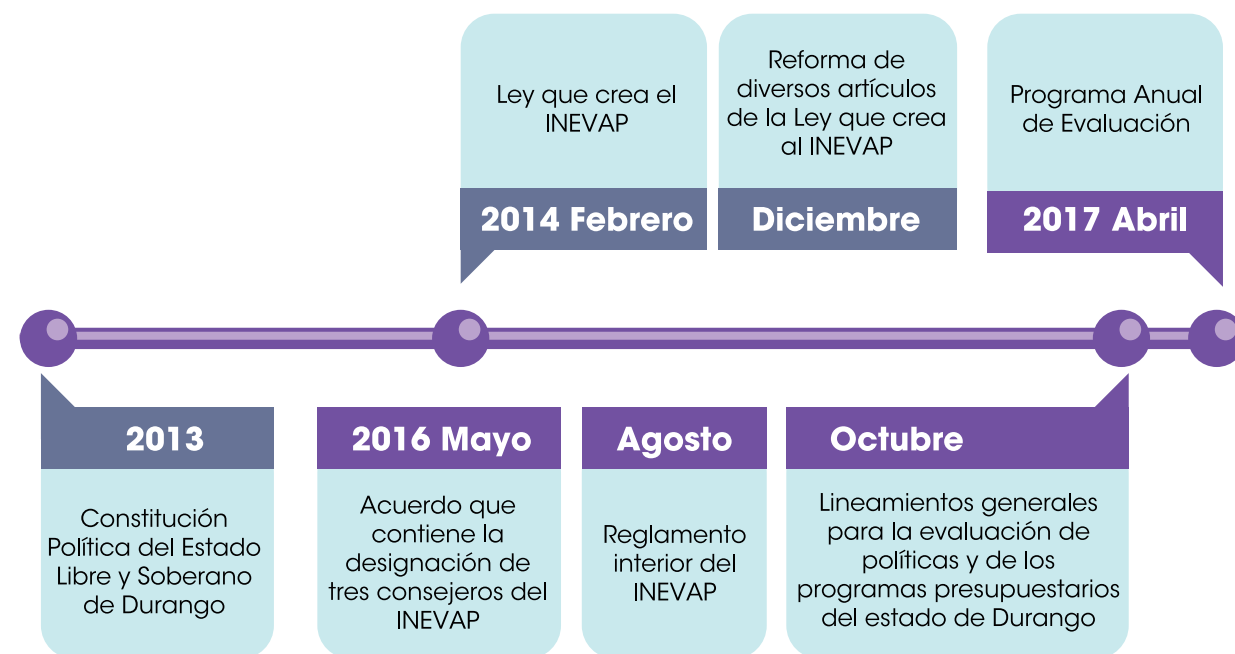 Ley que crea el
INEVAP
2014 Febrero
Reforma de
diversos artículos
de la Ley que crea
al INEVAP
Diciembre
Programa Anual
de Evaluación
2017 Abril
2013
Constitución
Política del Estado
Libre y Soberano
de Durango
2016 Mayo
Acuerdo que
contiene la
designación de
tres consejeros del
INEVAP
Agosto
Reglamento
interior del
INEVAP
Octubre
Lineamientos generales
para la evaluación de
políticas y de los
programas presupuestarios
del estado de Durango